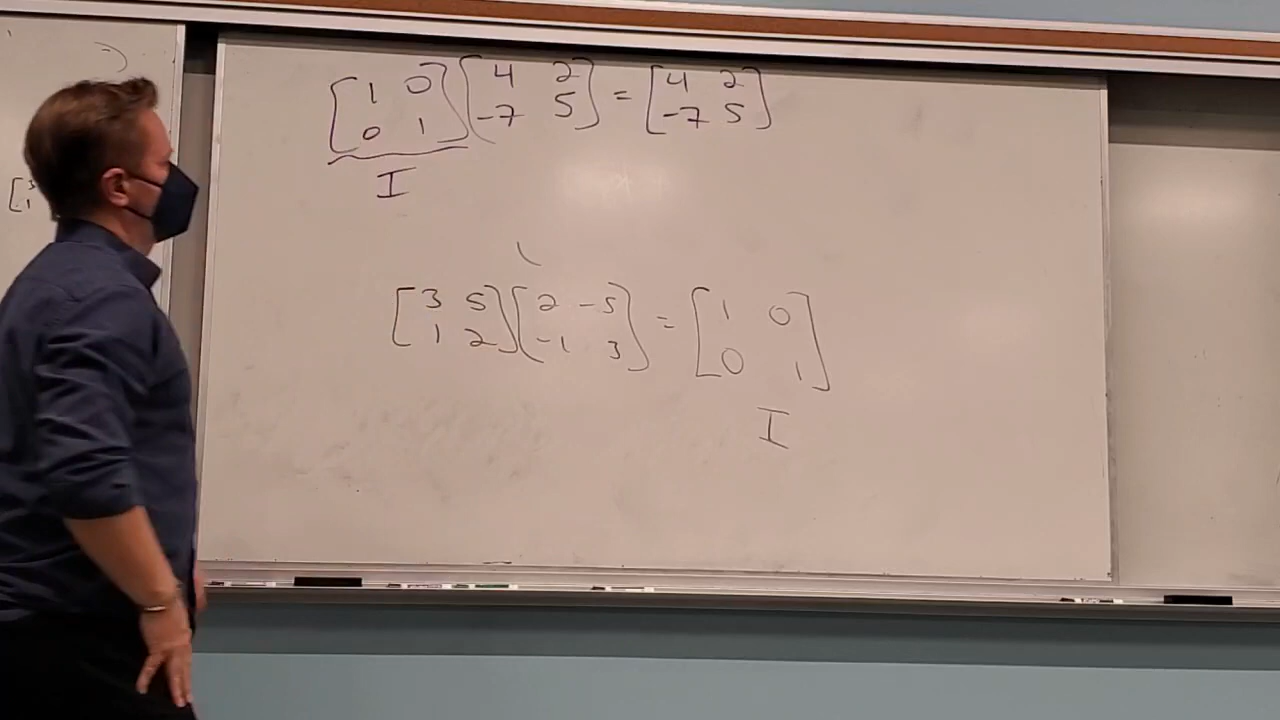 [1 0 [4 2 = [4 2
0 1] -7 5] -7 5]
I
[3 5 [2 -5 = [1 0
1 2] -1 3] 0 1]
I